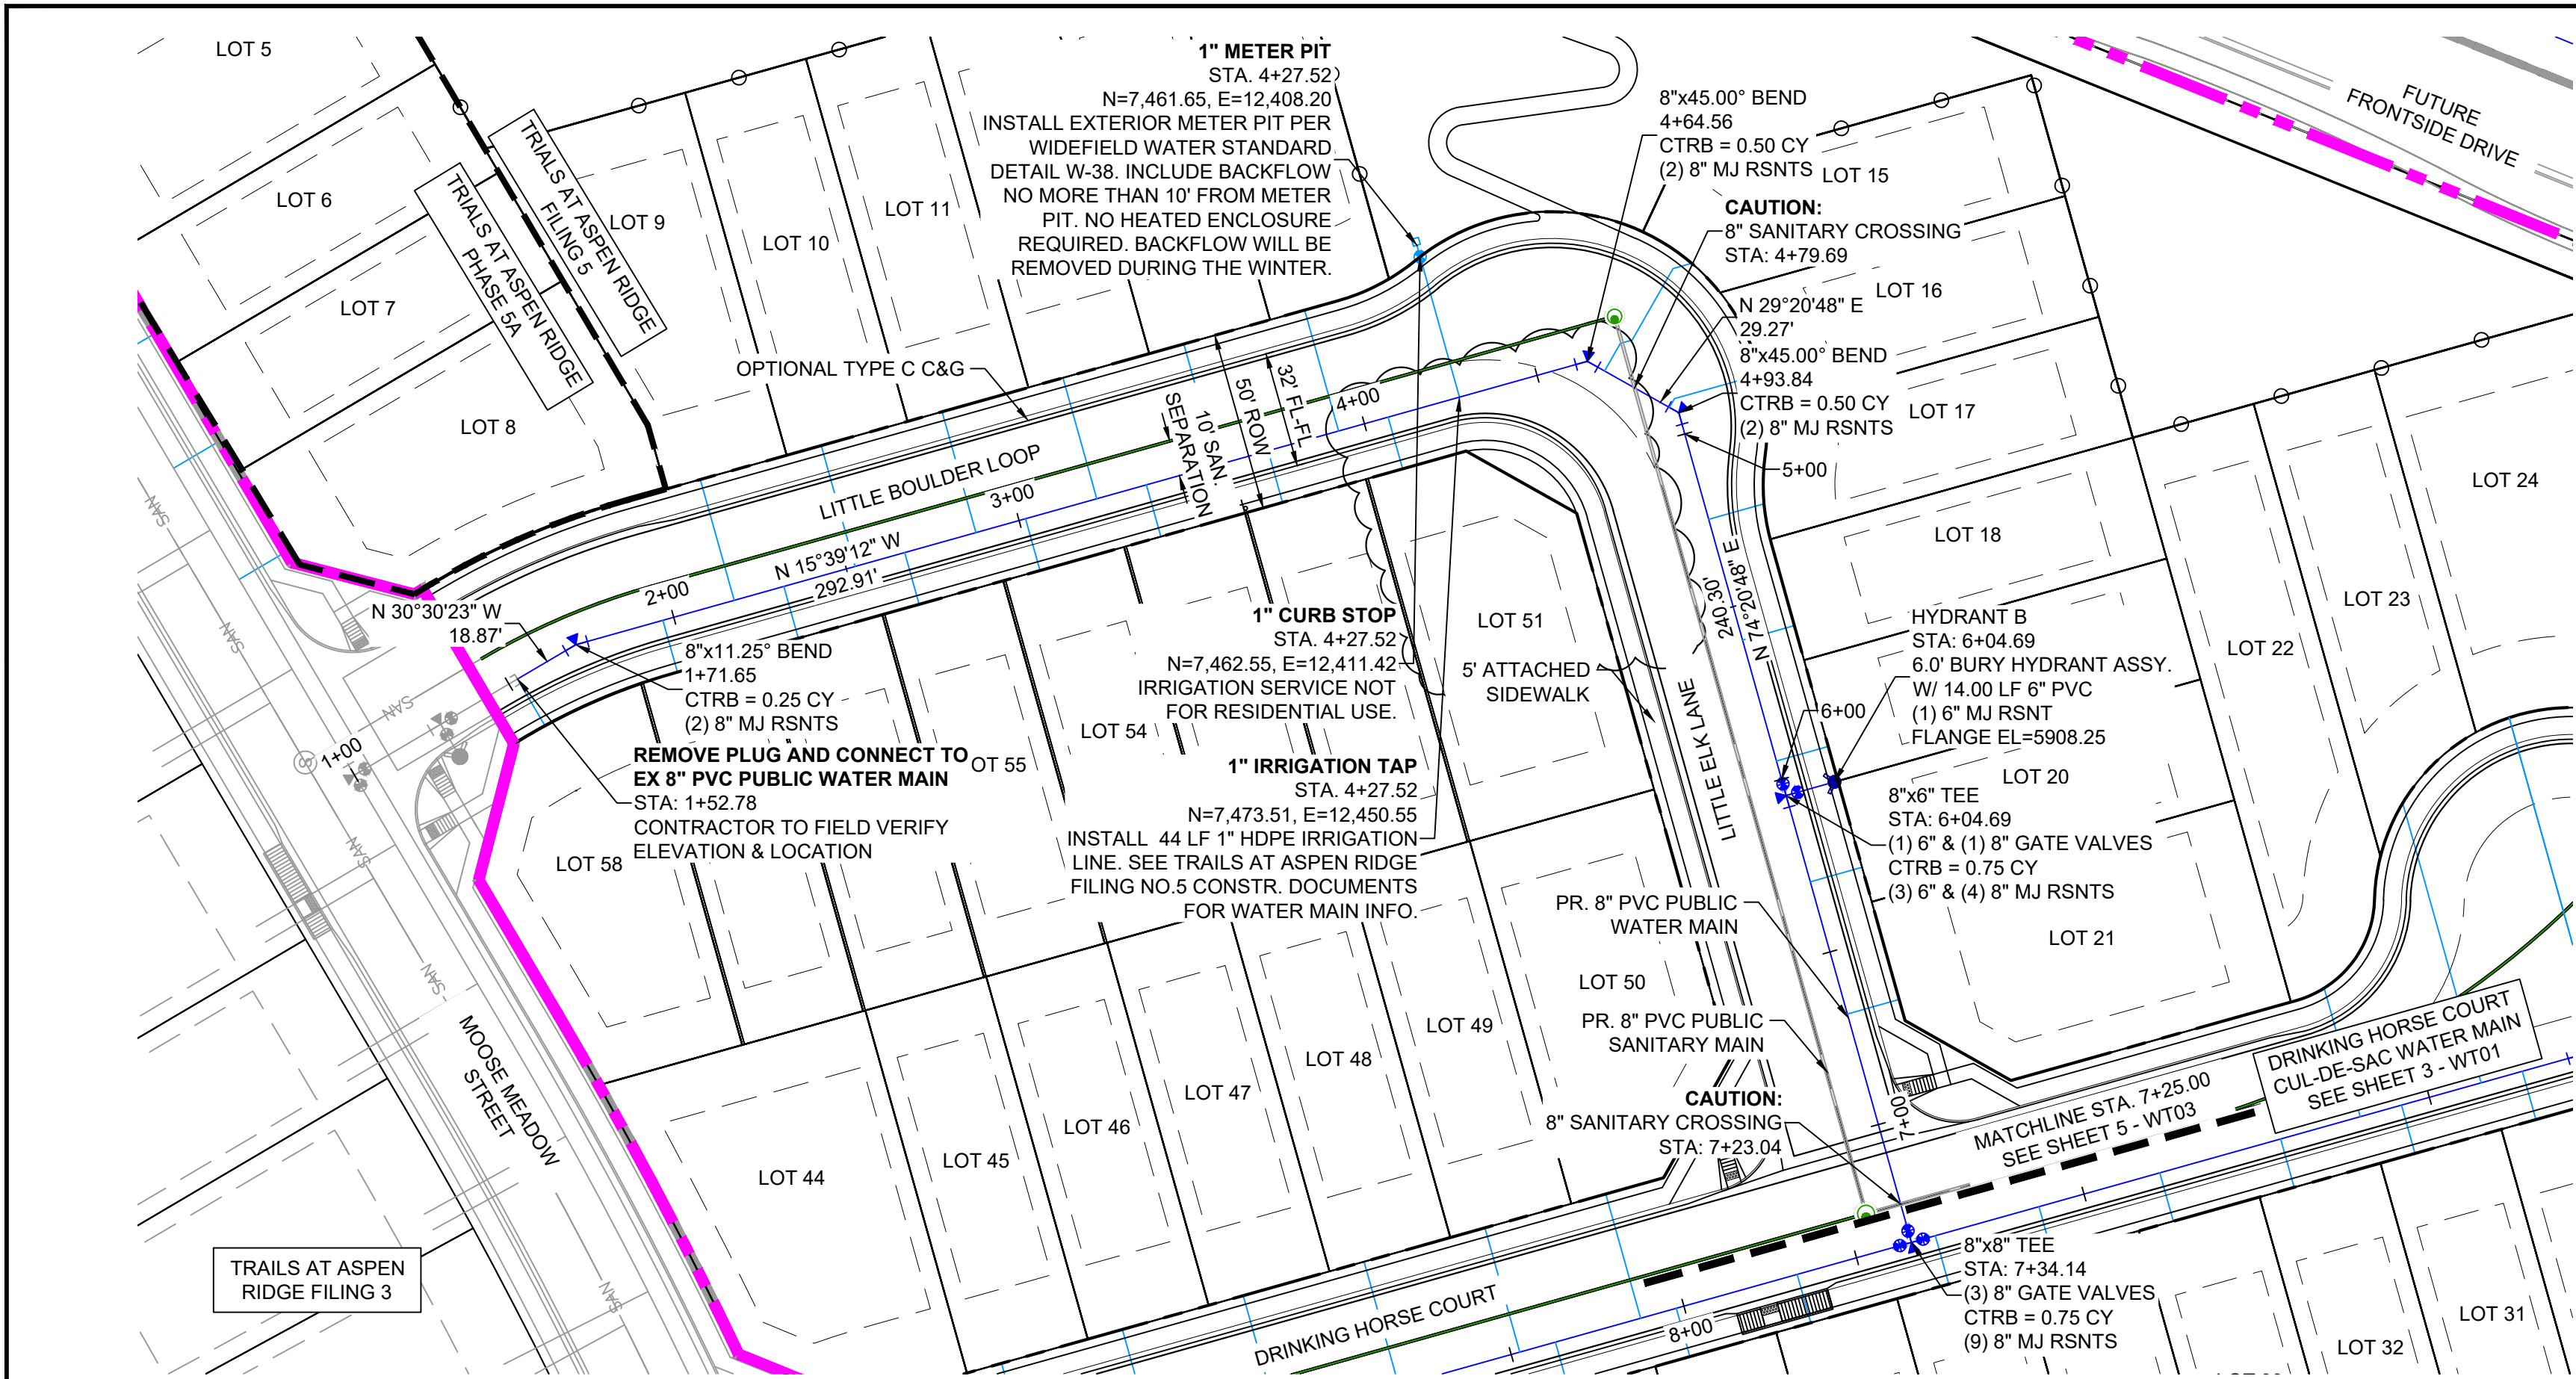 LOT 5
LOT 6
LOT 7
LOT 8
TRIALS AT ASPEN RIDGE
FILING 5
TRIALS AT ASPEN RIDGE
PHASE 5A
LOT 9
LOT 10
LOT 11
1" METER PIT
STA. 4+27.52
N=7,461.65, E=12,408.20
INSTALL EXTERIOR METER PIT PER
WIDEFIELD WATER STANDARD
DETAIL W-38. INCLUDE BACKFLOW
NO MORE THAN 10' FROM METER
PIT. NO HEATED ENCLOSURE
REQUIRED. BACKFLOW WILL BE
REMOVED DURING THE WINTER.
8"x45.00° BEND
4+64.56
CTRB = 0.50 CY
(2) 8" MJ RSNTS
LOT 15
CAUTION:
8" SANITARY CROSSING
STA: 4+79.69
LOT 16
N 29°20'48" E
29.27'
8"x45.00° BEND
4+93.84
CTRB = 0.50 CY
(2) 8" MJ RSNTS
LOT 17
5+00
FUTURE
FRONTSIDE DRIVE
OPTIONAL TYPE C C&G
LITTLE BOULDER LOOP
10' SAN.
SEPARATION
50' ROW
32' FL-FL
4+00
3+00
2+00
1+00
N 15°39'12" W
292.91'
N 30°30'23" W
18.87'
8"x11.25° BEND
1+71.65
CTRB = 0.25 CY
(2) 8" MJ RSNTS
REMOVE PLUG AND CONNECT TO
EX 8" PVC PUBLIC WATER MAIN
STA: 1+52.78
CONTRACTOR TO FIELD VERIFY
ELEVATION & LOCATION
OT 55
LOT 54
LOT 58
1" CURB STOP
STA. 4+27.52
N=7,462.55, E=12,411.42
IRRIGATION SERVICE NOT
FOR RESIDENTIAL USE.
1" IRRIGATION TAP
STA. 4+27.52
N=7,473.51, E=12,450.55
INSTALL 44 LF 1" HDPE IRRIGATION
LINE. SEE TRAILS AT ASPEN RIDGE
FILING NO.5 CONSTR. DOCUMENTS
FOR WATER MAIN INFO.
LOT 51
5' ATTACHED
SIDEWALK
LITTLE ELK LANE
240.30'
N 74°20'48" E
LOT 18
HYDRANT B
STA: 6+04.69
6.0' BURY HYDRANT ASSY.
W/ 14.00 LF 6" PVC
(1) 6" MJ RSNT
FLANGE EL=5908.25
6+00
LOT 20
8"x6" TEE
STA: 6+04.69
(1) 6" & (1) 8" GATE VALVES
CTRB = 0.75 CY
(3) 6" & (4) 8" MJ RSNTS
LOT 21
LOT 22
LOT 23
LOT 24
PR. 8" PVC PUBLIC
WATER MAIN
LOT 50
PR. 8" PVC PUBLIC
SANITARY MAIN
CAUTION:
8" SANITARY CROSSING
STA: 7+23.04
7+00
MATCHLINE STA. 7+25.00
SEE SHEET 5 - WT03
DRINKING HORSE COURT
CUL-DE-SAC WATER MAIN
SEE SHEET 3 - WT01
8"x8" TEE
STA: 7+34.14
(3) 8" GATE VALVES
CTRB = 0.75 CY
(9) 8" MJ RSNTS
LOT 31
LOT 32
LOT 49
LOT 48
LOT 47
LOT 46
LOT 45
LOT 44
DRINKING HORSE COURT
8+00
MOOSE MEADOW
STREET
TRAILS AT ASPEN
RIDGE FILING 3
SAN
SAN
SAN
SAN
SAN
SAN
S